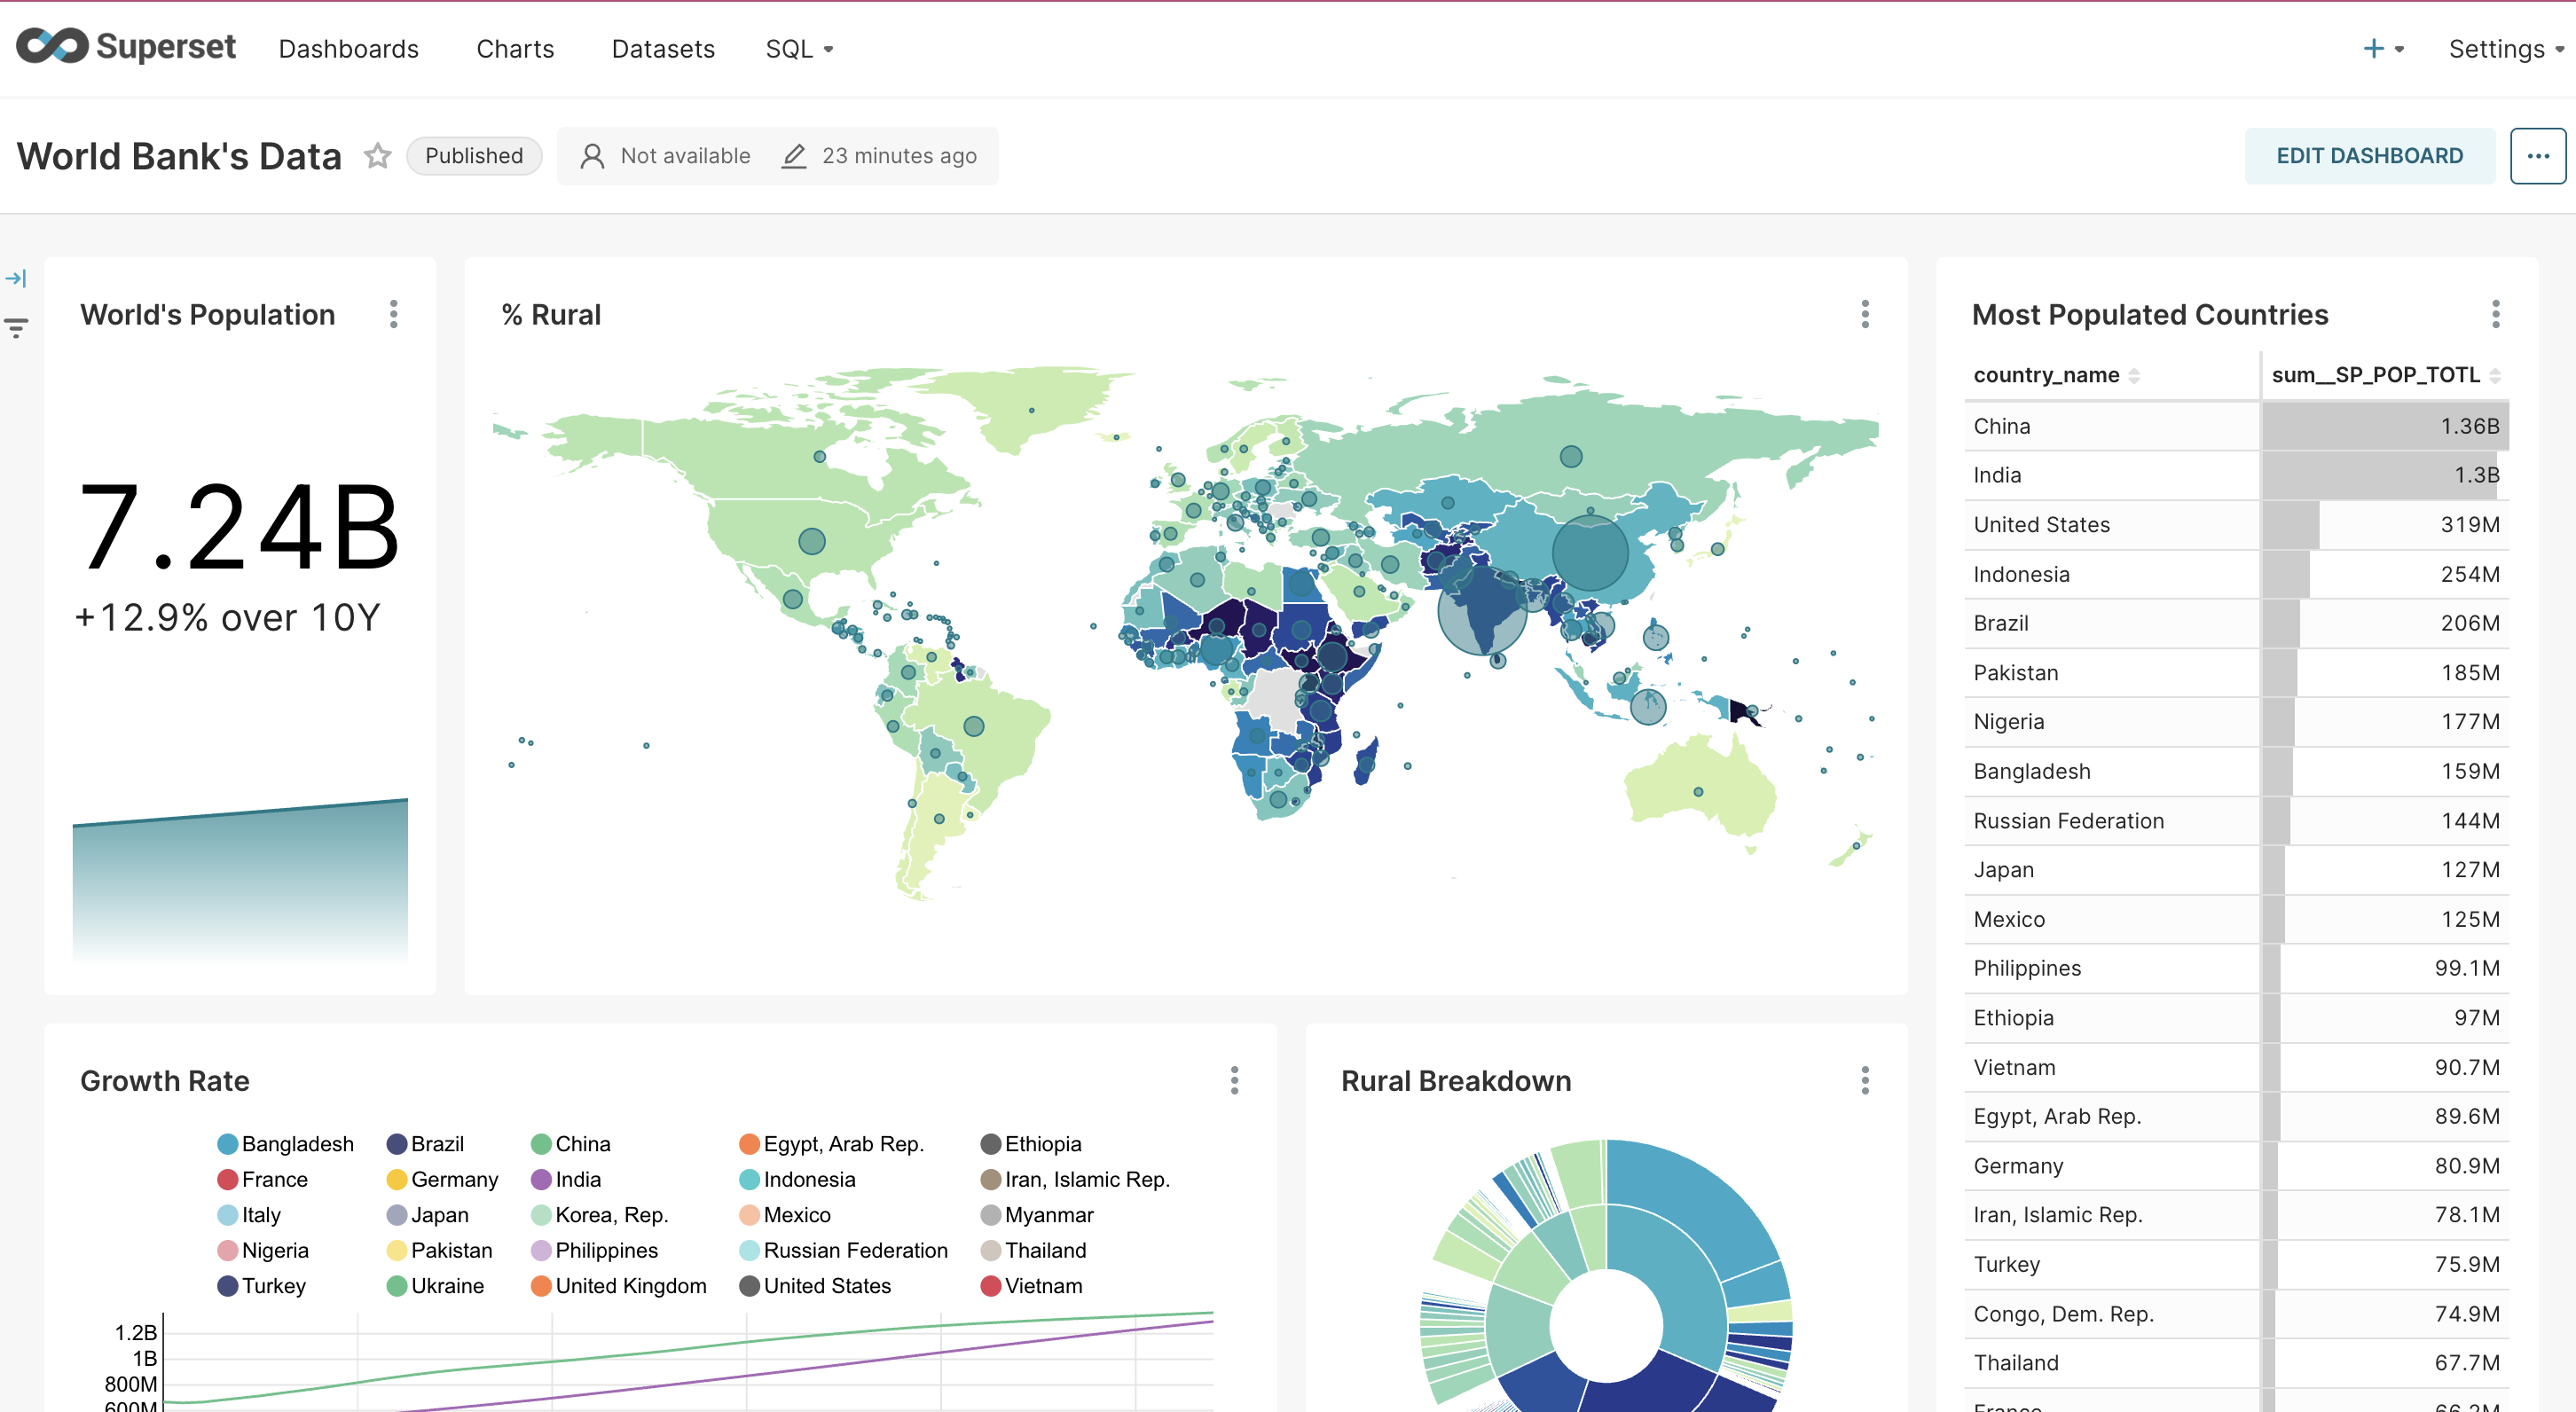 Superset Dashboards Charts Datasets SQL Settings
World Bank's Data Published Not available 23 minutes ago EDIT DASHBOARD
World's Population
7.24B
+12.9% over 10Y
% Rural
Most Populated Countries
country_name sum__SP_POP_TOTL
China 1.36B
India 1.3B
United States 319M
Indonesia 254M
Brazil 206M
Pakistan 185M
Nigeria 177M
Bangladesh 159M
Russian Federation 144M
Japan 127M
Mexico 125M
Philippines 99.1M
Ethiopia 97M
Vietnam 90.7M
Egypt, Arab Rep. 89.6M
Germany 80.9M
Iran, Islamic Rep. 78.1M
Turkey 75.9M
Congo, Dem. Rep. 74.9M
Thailand 67.7M
France 66.2M
Growth Rate
Bangladesh Brazil China Egypt, Arab Rep. Ethiopia
France Germany India Indonesia Iran, Islamic Rep.
Italy Japan Korea, Rep. Mexico Myanmar
Nigeria Pakistan Philippines Russian Federation Thailand
Turkey Ukraine United Kingdom United States Vietnam
1.2B
1B
800M
600M
Rural Breakdown